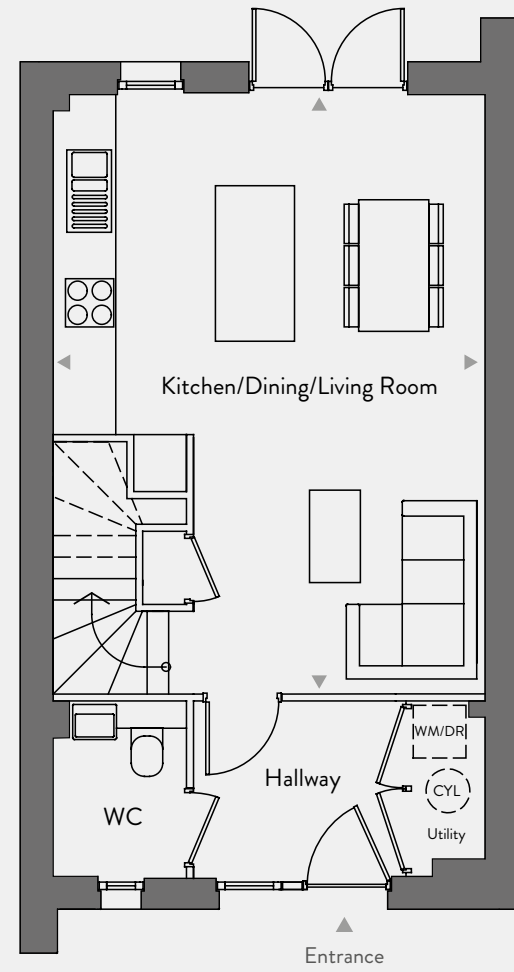 Kitchen/Dining/Living Room
WM/DR
Hallway
CYL
WC
Utility
Entrance